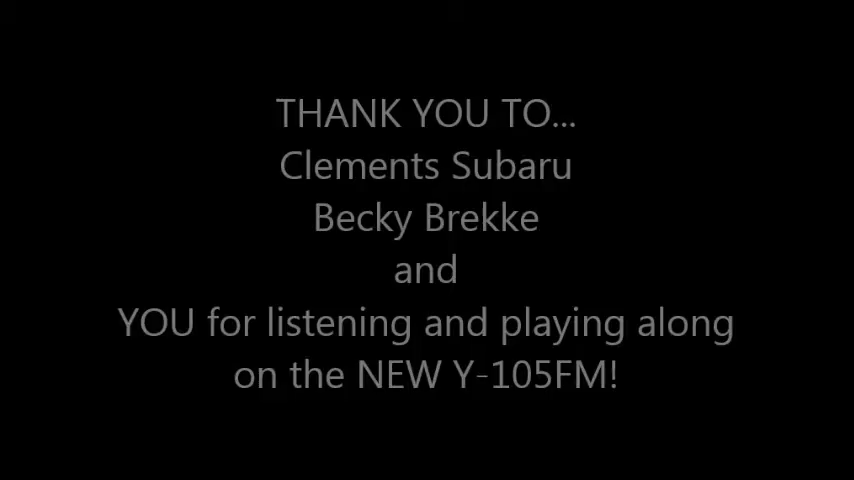 THANK YOU TO...
Clements Subaru
Becky Brekke
and
YOU for listening and playing along
on the NEW Y-105FM!